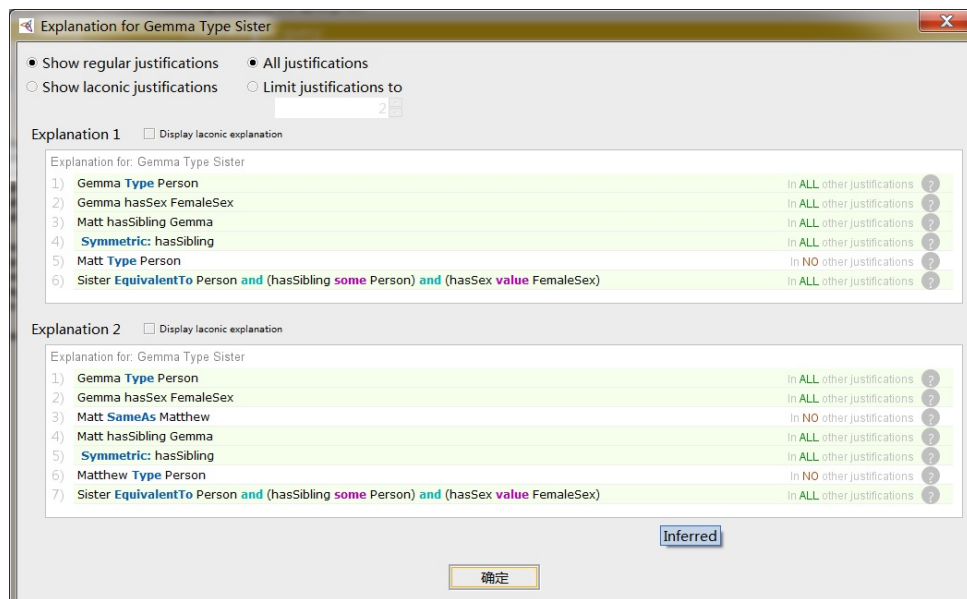 Explanation for Gemma Type Sister
Show regular justifications All justifications
Show laconic justifications Limit justifications to
2
Explanation 1 Display laconic explanation
Explanation for: Gemma Type Sister
1) Gemma Type Person In ALL other justifications ?
2) Gemma hasSex FemaleSex In ALL other justifications ?
3) Matt hasSibling Gemma In ALL other justifications ?
4) Symmetric: hasSibling In ALL other justifications ?
5) Matt Type Person In NO other justifications ?
6) Sister EquivalentTo Person and (hasSibling some Person) and (hasSex value FemaleSex) In ALL other justifications ?
Explanation 2 Display laconic explanation
Explanation for: Gemma Type Sister
1) Gemma Type Person In ALL other justifications ?
2) Gemma hasSex FemaleSex In ALL other justifications ?
3) Matt SameAs Matthew In NO other justifications ?
4) Matt hasSibling Gemma In ALL other justifications ?
5) Symmetric: hasSibling In ALL other justifications ?
6) Matthew Type Person In NO other justifications ?
7) Sister EquivalentTo Person and (hasSibling some Person) and (hasSex value FemaleSex) In ALL other justifications ?
Inferred
确定